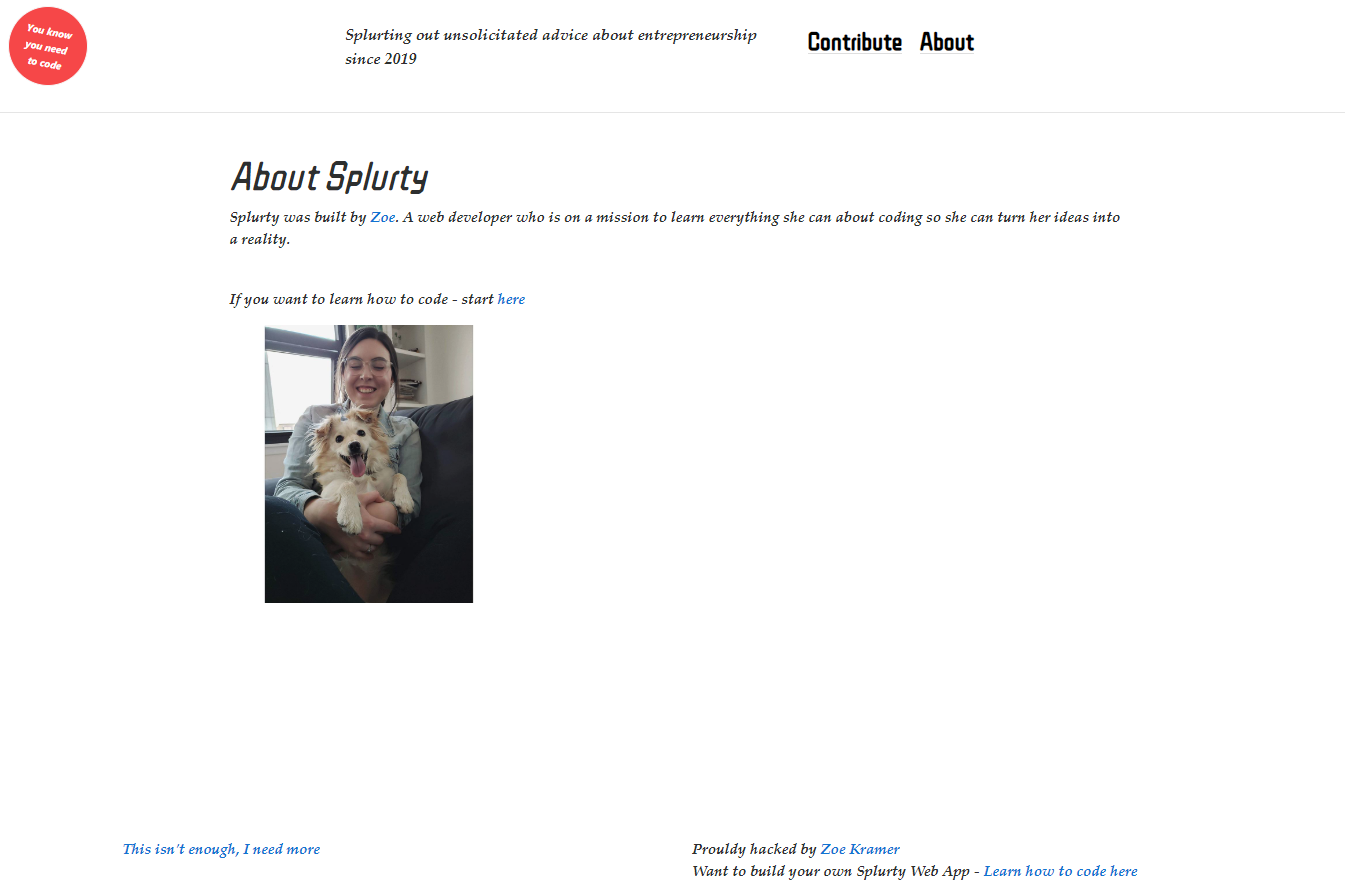 You know
you need
to code
Splurting out unsolicitated advice about entrepreneurship
since 2019
Contribute About
About Splurty
Splurty was built by Zoe. A web developer who is on a mission to learn everything she can about coding so she can turn her ideas into
a reality.
If you want to learn how to code - start here
This isn't enough, I need more
Prouldy hacked by Zoe Kramer
Want to build your own Splurty Web App - Learn how to code here